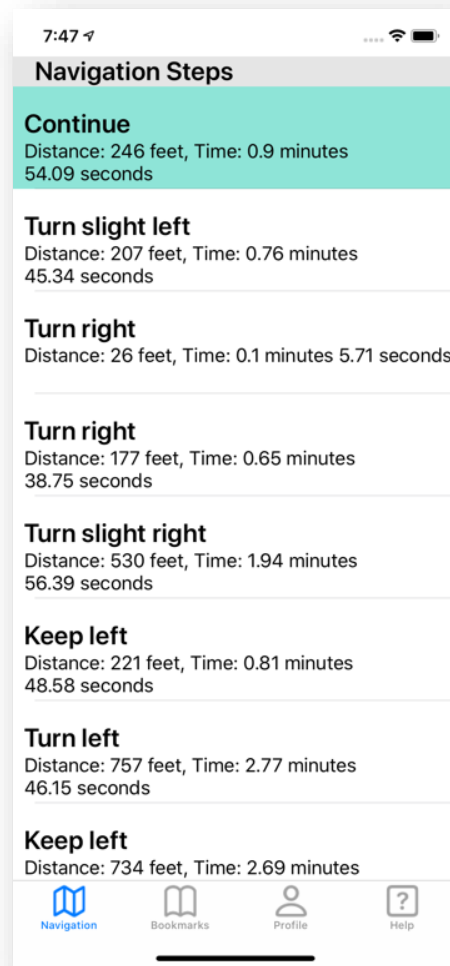 7:47
Navigation Steps
Continue
Distance: 246 feet, Time: 0.9 minutes
54.09 seconds
Turn slight left
Distance: 207 feet, Time: 0.76 minutes
45.34 seconds
Turn right
Distance: 26 feet, Time: 0.1 minutes 5.71 seconds
Turn right
Distance: 177 feet, Time: 0.65 minutes
38.75 seconds
Turn slight right
Distance: 530 feet, Time: 1.94 minutes
56.39 seconds
Keep left
Distance: 221 feet, Time: 0.81 minutes
48.58 seconds
Turn left
Distance: 757 feet, Time: 2.77 minutes
46.15 seconds
Keep left
Distance: 734 feet, Time: 2.69 minutes
Navigation Bookmarks Profile Help